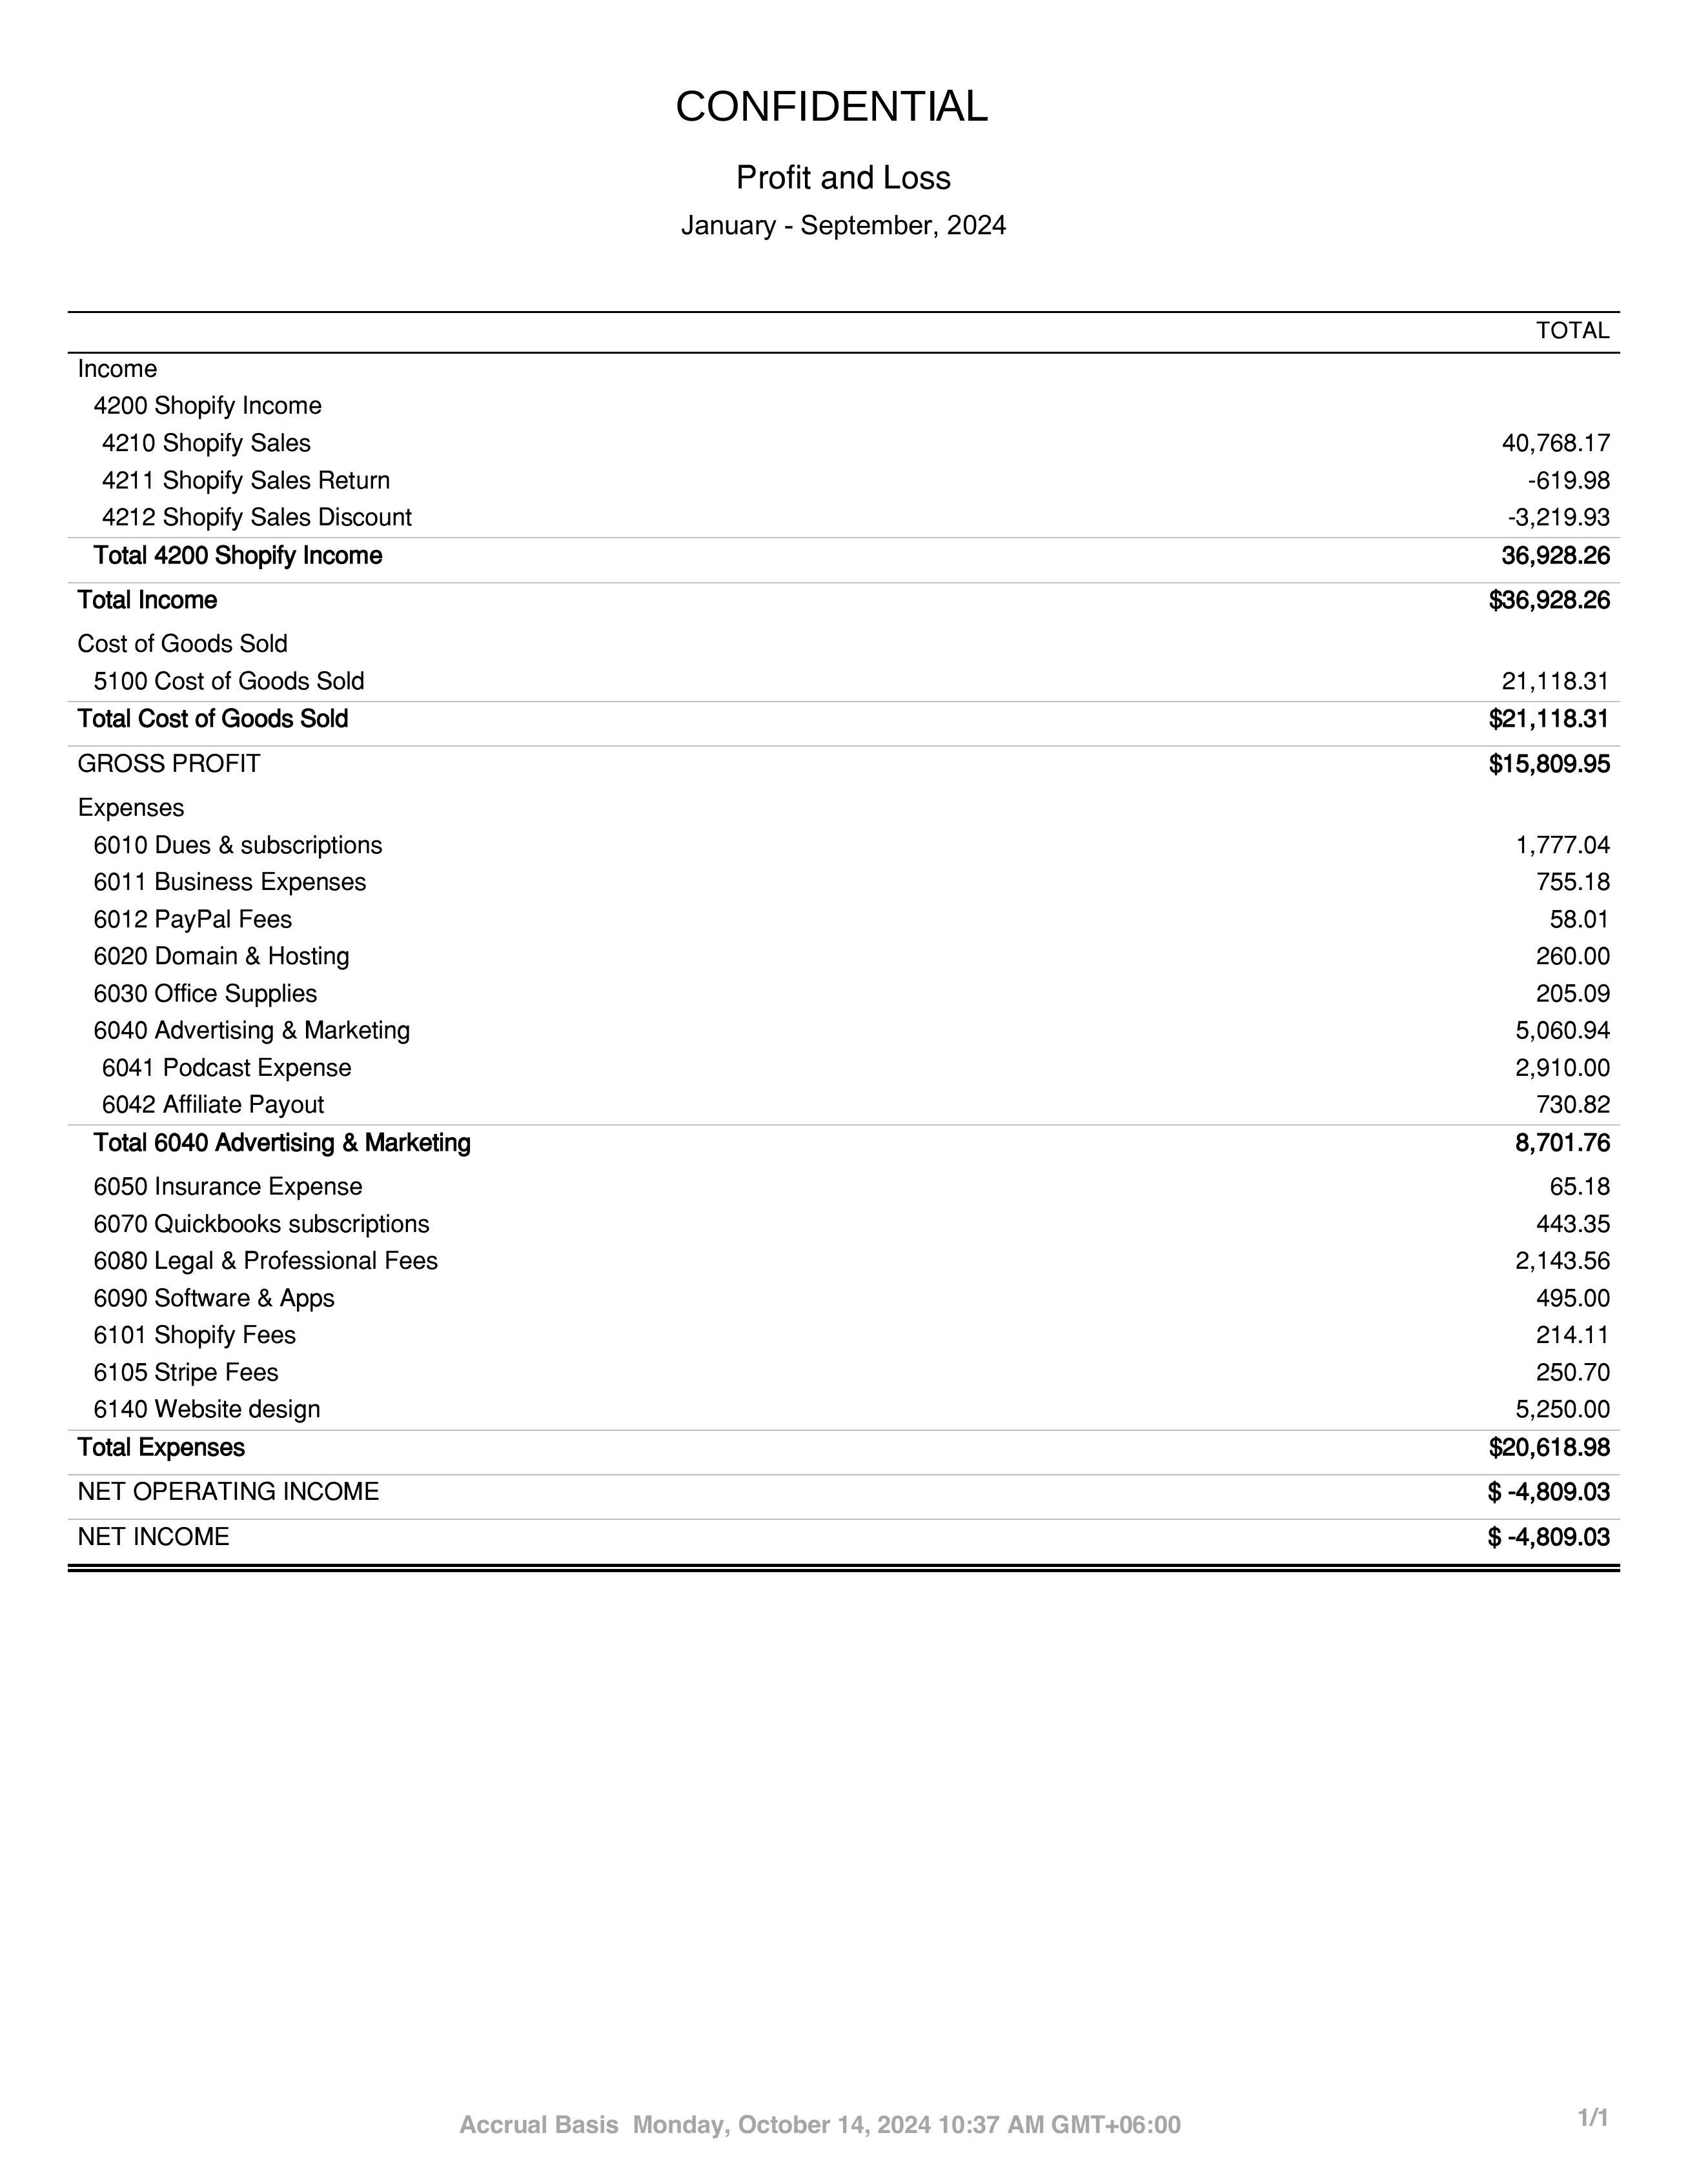 CONFIDENTIAL
Profit and Loss
January - September, 2024
TOTAL
Income
4200 Shopify Income
4210 Shopify Sales 40,768.17
4211 Shopify Sales Return -619.98
4212 Shopify Sales Discount -3,219.93
Total 4200 Shopify Income 36,928.26
Total Income $36,928.26
Cost of Goods Sold
5100 Cost of Goods Sold 21,118.31
Total Cost of Goods Sold $21,118.31
GROSS PROFIT $15,809.95
Expenses
6010 Dues & subscriptions 1,777.04
6011 Business Expenses 755.18
6012 PayPal Fees 58.01
6020 Domain & Hosting 260.00
6030 Office Supplies 205.09
6040 Advertising & Marketing 5,060.94
6041 Podcast Expense 2,910.00
6042 Affiliate Payout 730.82
Total 6040 Advertising & Marketing 8,701.76
6050 Insurance Expense 65.18
6070 Quickbooks subscriptions 443.35
6080 Legal & Professional Fees 2,143.56
6090 Software & Apps 495.00
6101 Shopify Fees 214.11
6105 Stripe Fees 250.70
6140 Website design 5,250.00
Total Expenses $20,618.98
NET OPERATING INCOME $ -4,809.03
NET INCOME $ -4,809.03
Accrual Basis Monday, October 14, 2024 10:37 AM GMT+06:00 1/1